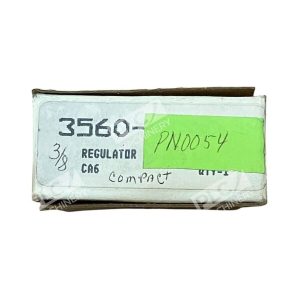 3560-
PN0054
3/8
REGULATOR
CA6
QTY-1
COMPACT